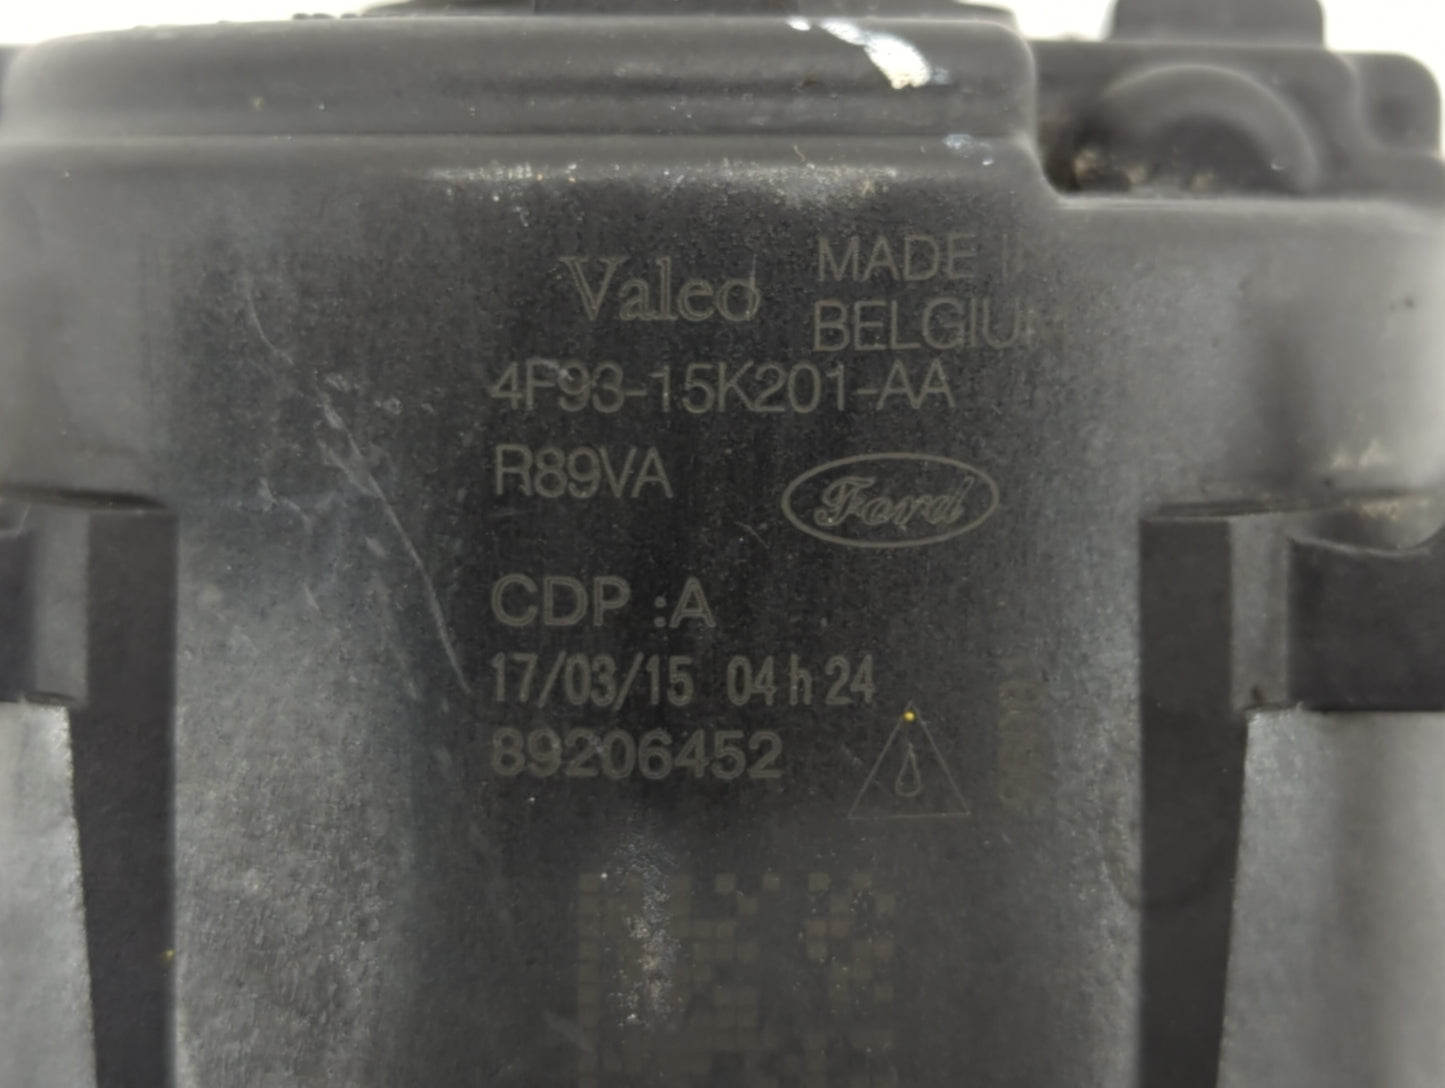 Valeo MADE IN
BELGIUM
4F93-15K201-AA
R89VA
Ford
CDP :A
17/03/15 04 h 24
89206452